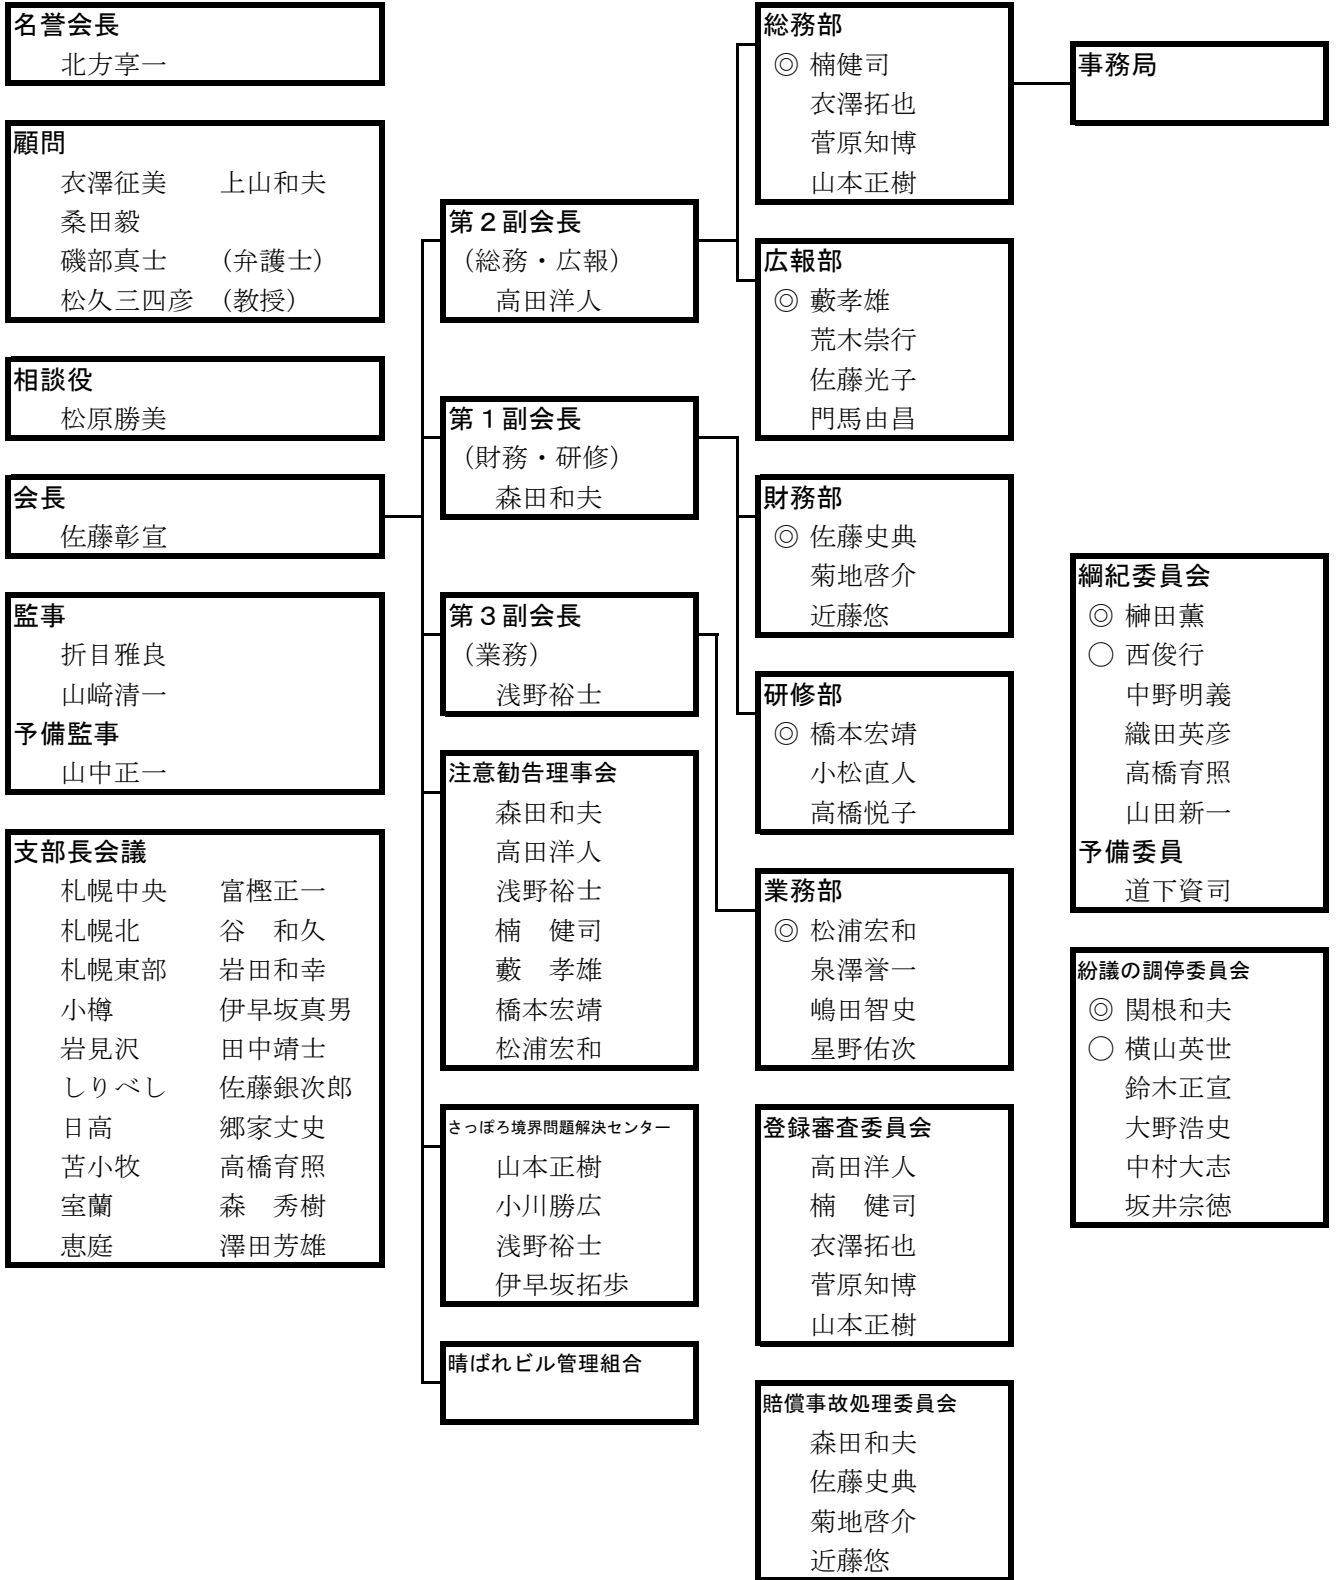 名誉会長
北方享一
顧問
衣澤征美　　上山和夫
桑田毅
磯部真士　　（弁護士）
松久三四彦　（教授）
相談役
松原勝美
会長
佐藤彰宣
監事
折目雅良
山﨑清一
予備監事
山中正一
支部長会議
札幌中央　　富樫正一
札幌北　　　谷　和久
札幌東部　　岩田和幸
小樽　　　　伊早坂真男
岩見沢　　　田中靖士
しりべし　　佐藤銀次郎
日高　　　　郷家丈史
苫小牧　　　高橋育照
室蘭　　　　森　秀樹
恵庭　　　　澤田芳雄
第２副会長
（総務・広報）
高田洋人
第１副会長
（財務・研修）
森田和夫
第３副会長
（業務）
浅野裕士
注意勧告理事会
森田和夫
高田洋人
浅野裕士
楠　健司
藪　孝雄
橋本宏靖
松浦宏和
さっぽろ境界問題解決センター
山本正樹
小川勝広
浅野裕士
伊早坂拓歩
晴ばれビル管理組合
総務部
◎ 楠健司
衣澤拓也
菅原知博
山本正樹
広報部
◎ 藪孝雄
荒木崇行
佐藤光子
門馬由昌
財務部
◎ 佐藤史典
菊地啓介
近藤悠
研修部
◎ 橋本宏靖
小松直人
高橋悦子
業務部
◎ 松浦宏和
泉澤誉一
嶋田智史
星野佑次
登録審査委員会
高田洋人
楠　健司
衣澤拓也
菅原知博
山本正樹
賠償事故処理委員会
森田和夫
佐藤史典
菊地啓介
近藤悠
事務局
綱紀委員会
◎ 榊田薫
○ 西俊行
中野明義
織田英彦
高橋育照
山田新一
予備委員
道下資司
紛議の調停委員会
◎ 関根和夫
○ 横山英世
鈴木正宣
大野浩史
中村大志
坂井宗徳